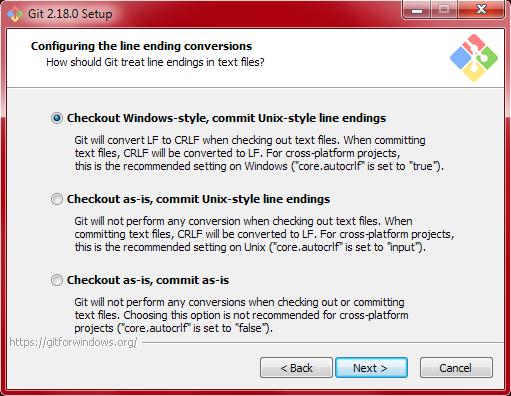 Git 2.18.0 Setup
Configuring the line ending conversions
How should Git treat line endings in text files?
Checkout Windows-style, commit Unix-style line endings
Git will convert LF to CRLF when checking out text files. When committing
text files, CRLF will be converted to LF. For cross-platform projects,
this is the recommended setting on Windows ("core.autocrlf" is set to "true").
Checkout as-is, commit Unix-style line endings
Git will not perform any conversion when checking out text files. When
committing text files, CRLF will be converted to LF. For cross-platform projects,
this is the recommended setting on Unix ("core.autocrlf" is set to "input").
Checkout as-is, commit as-is
Git will not perform any conversions when checking out or committing
text files. Choosing this option is not recommended for cross-platform
projects ("core.autocrlf" is set to "false").
https://gitforwindows.org/
< Back
Next >
Cancel